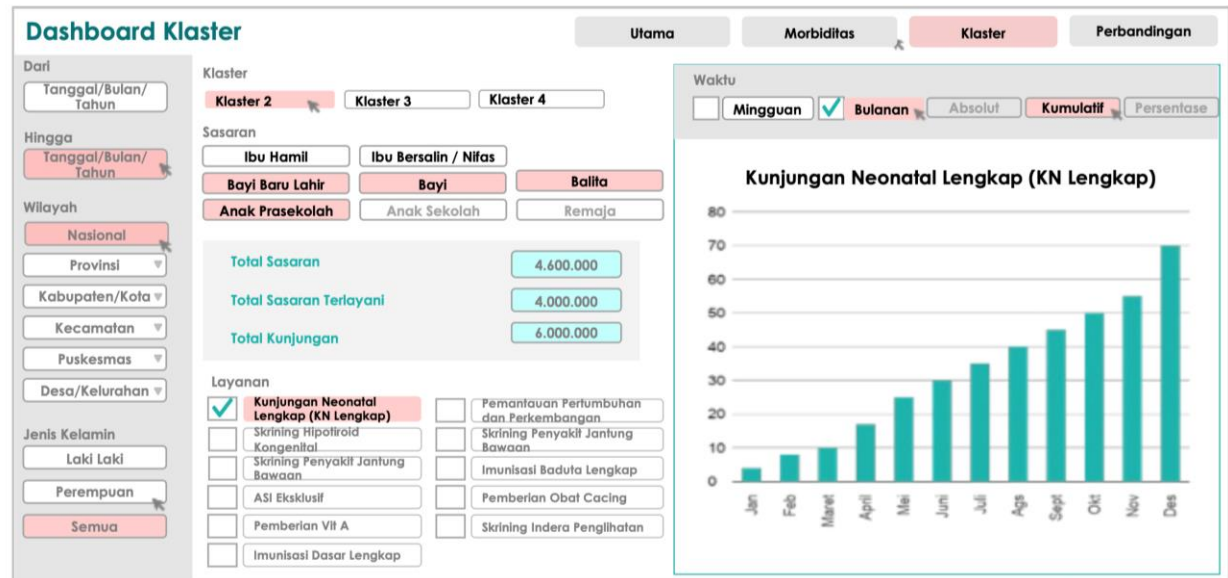 Dashboard Klaster
Utama
Morbiditas
Klaster
Perbandingan
Dari
Tanggal/Bulan/
Tahun
Hingga
Tanggal/Bulan/
Tahun
Wilayah
Nasional
Provinsi
Kabupaten/Kota
Kecamatan
Puskesmas
Desa/Kelurahan
Jenis Kelamin
Laki Laki
Perempuan
Semua
Klaster
Klaster 2
Klaster 3
Klaster 4
Sasaran
Ibu Hamil
Ibu Bersalin / Nifas
Bayi Baru Lahir
Bayi
Balita
Anak Prasekolah
Anak Sekolah
Remaja
Total Sasaran
4.600.000
Total Sasaran Terlayani
4.000.000
Total Kunjungan
6.000.000
Layanan
Kunjungan Neonatal
Lengkap (KN Lengkap)
Skrining Hipotiroid
Kongenital
Skrining Penyakit Jantung
Bawaan
ASI Eksklusif
Pemberian Vit A
Imunisasi Dasar Lengkap
Pemantauan Pertumbuhan
dan Perkembangan
Skrining Penyakit Jantung
Bawaan
Imunisasi Baduta Lengkap
Pemberian Obat Cacing
Skrining Indera Penglihatan
Waktu
Mingguan
Bulanan
Absolut
Kumulatif
Persentase
Kunjungan Neonatal Lengkap (KN Lengkap)
80
70
60
50
40
30
20
10
0
Jan
Feb
Maret
April
Mei
Juni
Juli
Ags
Sept
Okt
Nov
Des